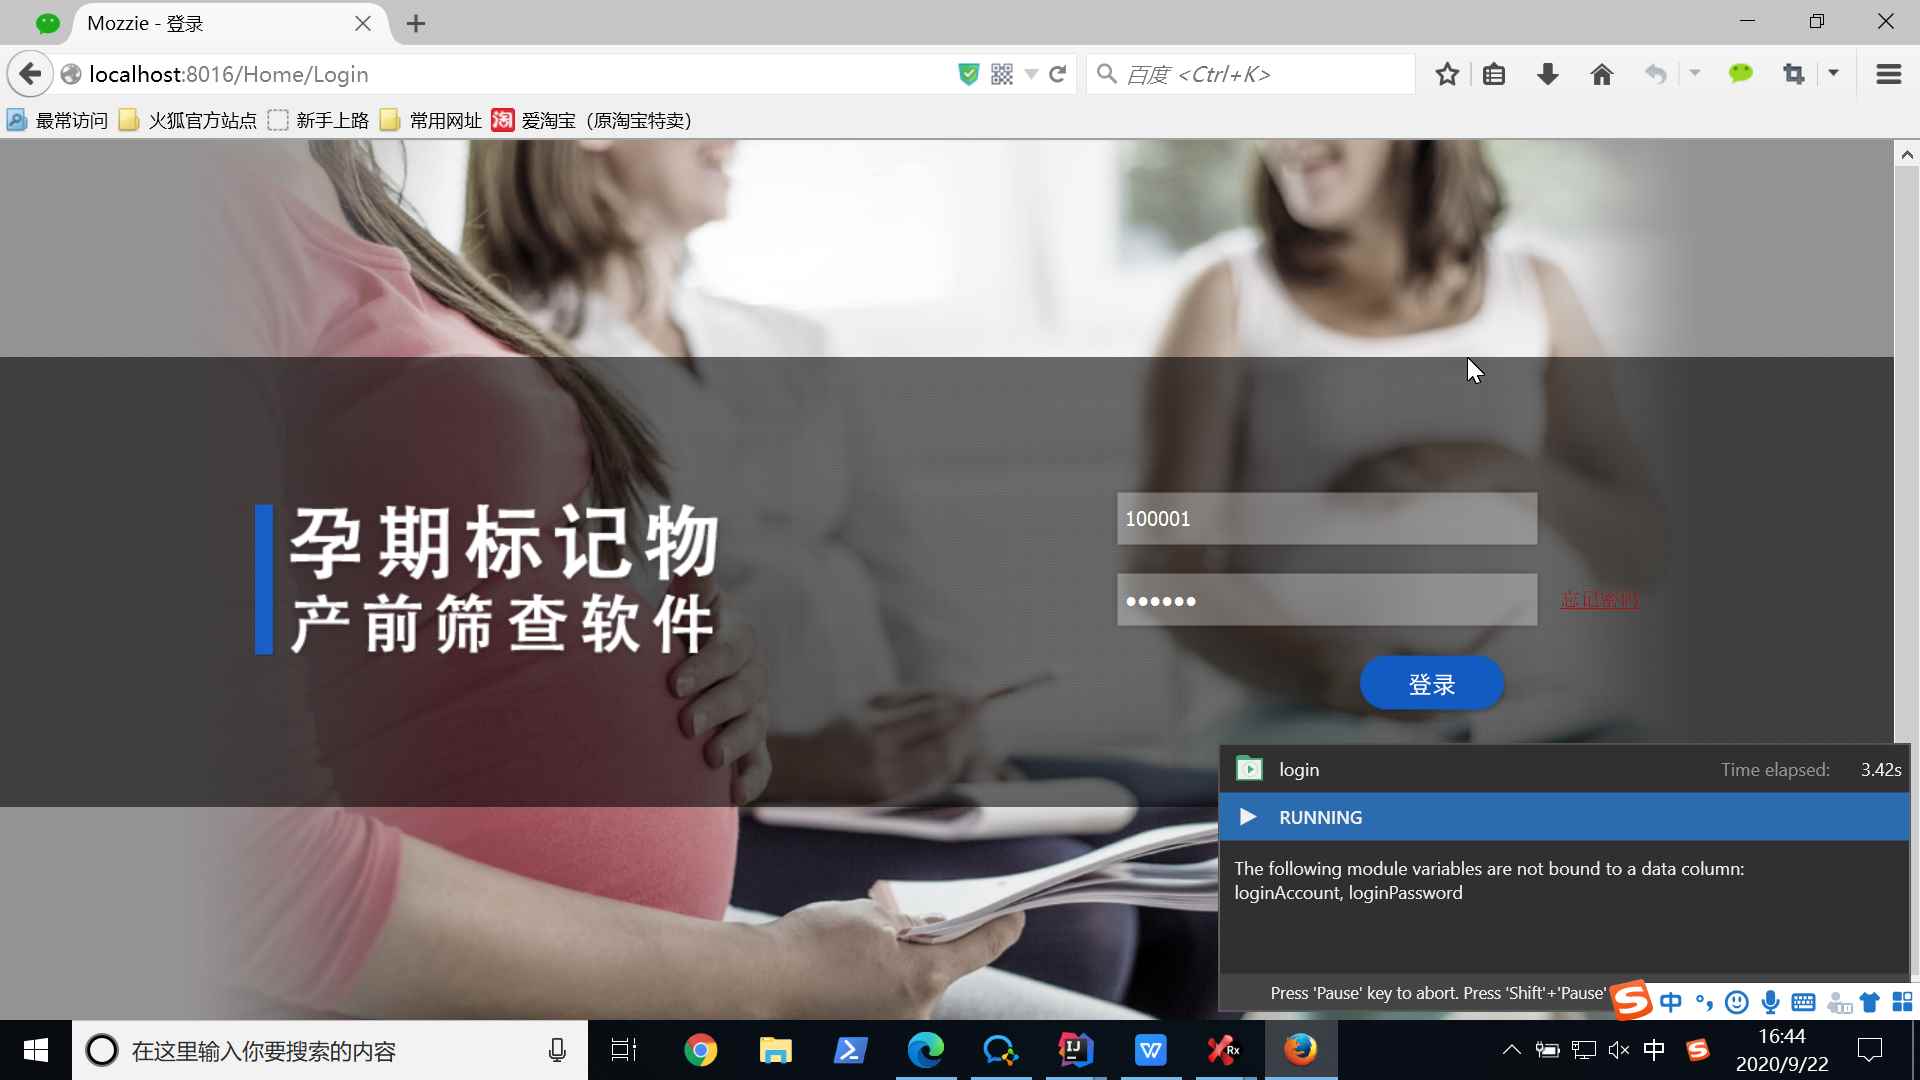 Mozzie - 登录
localhost:8016/Home/Login
百度 <Ctrl+K>
最常访问 火狐官方站点 新手上路 常用网址 淘 爱淘宝（原淘宝特卖）
孕期标记物
产前筛查软件
100001
忘记密码
登录
login Time elapsed: 3.42s
RUNNING
The following module variables are not bound to a data column:
loginAccount, loginPassword
Press 'Pause' key to abort. Press 'Shift'+'Pause'
中
在这里输入你要搜索的内容
中
16:44
2020/9/22